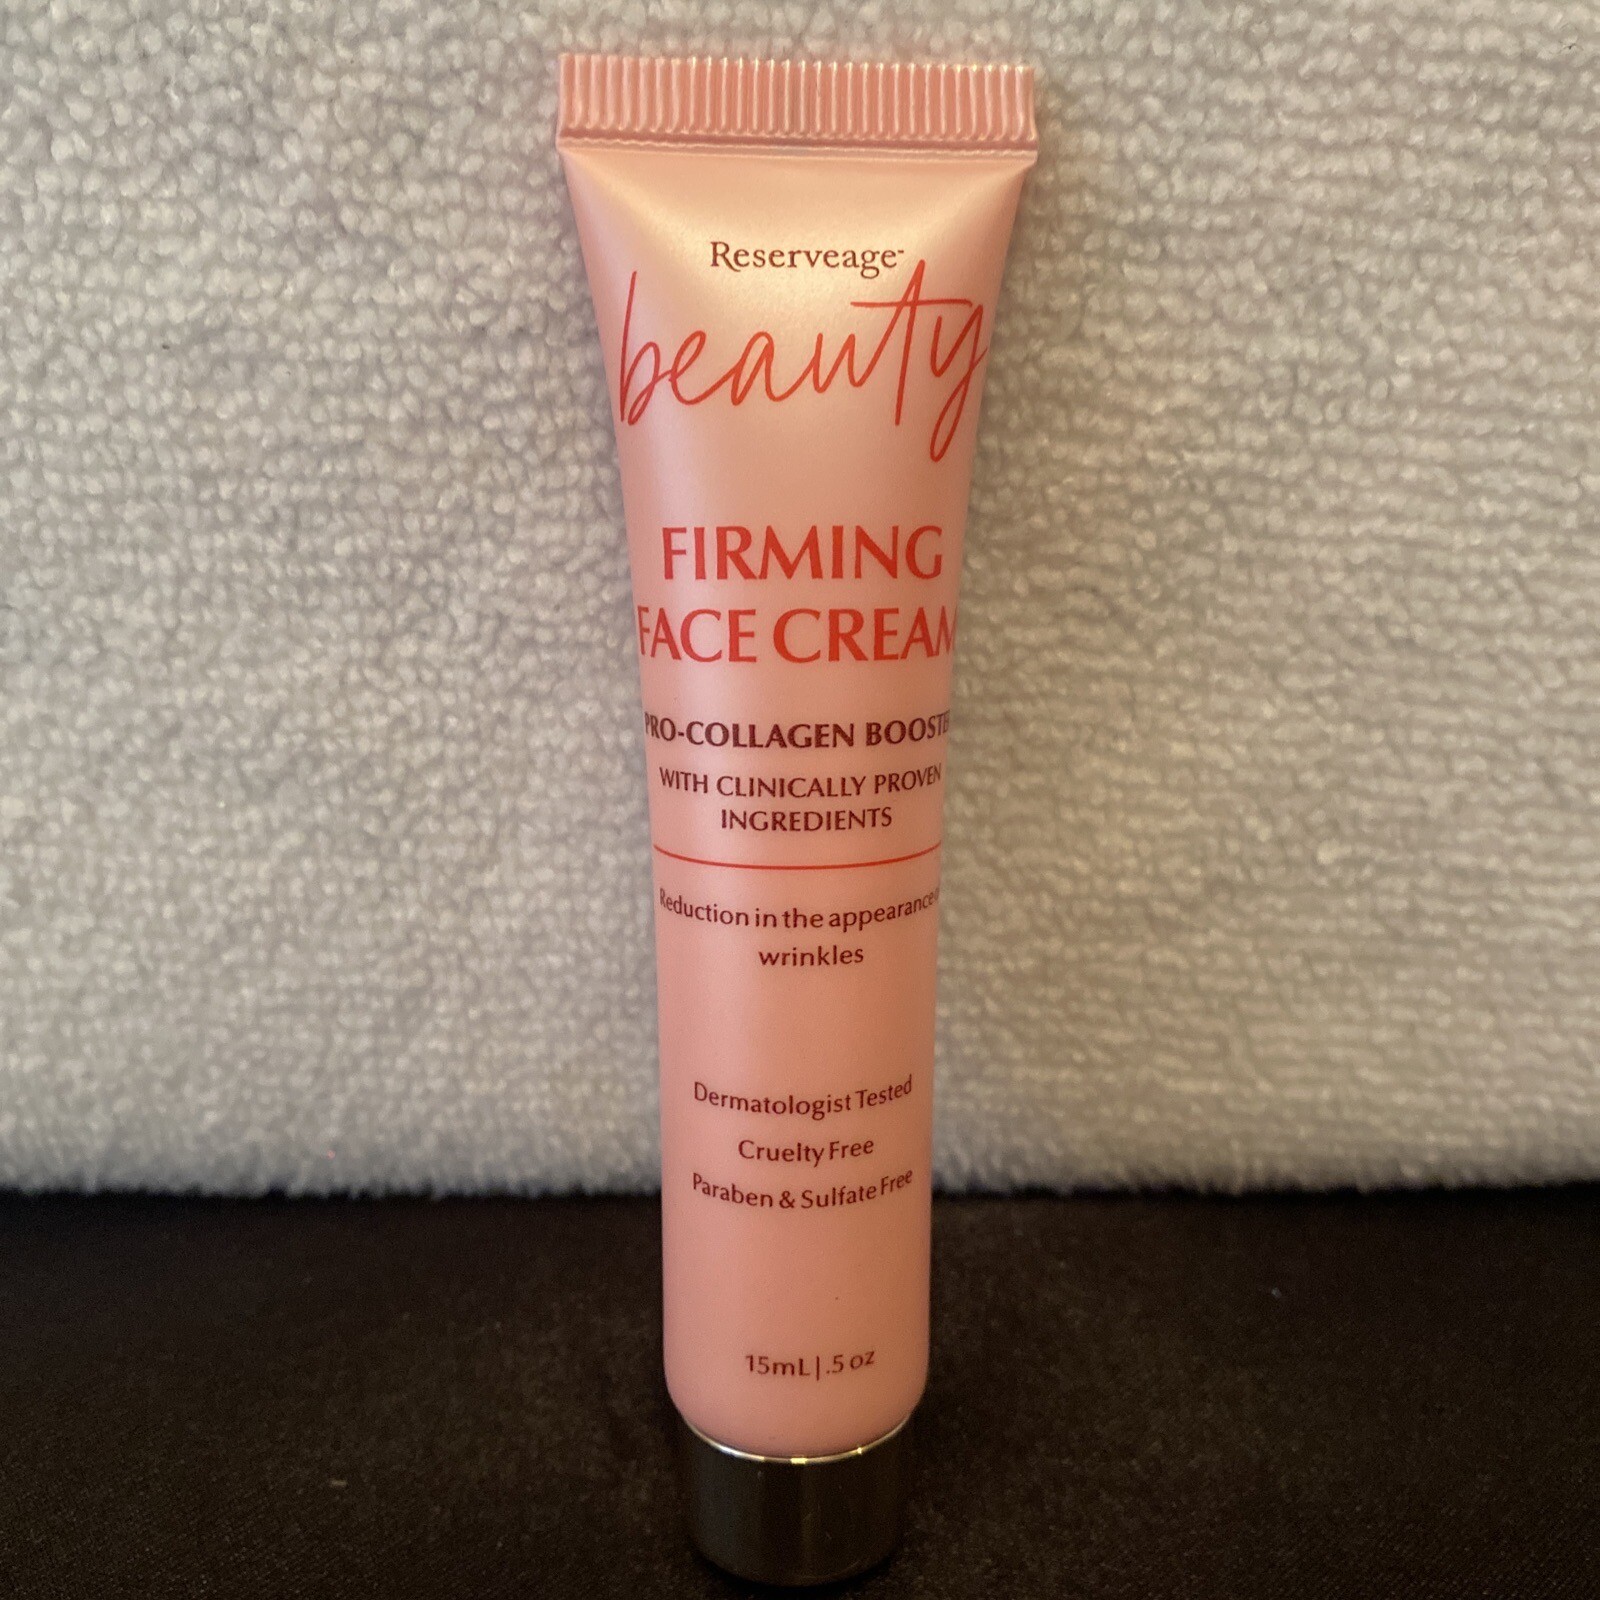 Reserveage™
beauty
FIRMING
FACE CREAM
PRO-COLLAGEN BOOSTER
WITH CLINICALLY PROVEN
INGREDIENTS
Reduction in the appearance of
wrinkles
Dermatologist Tested
Cruelty Free
Paraben & Sulfate Free
15mL|.5 oz